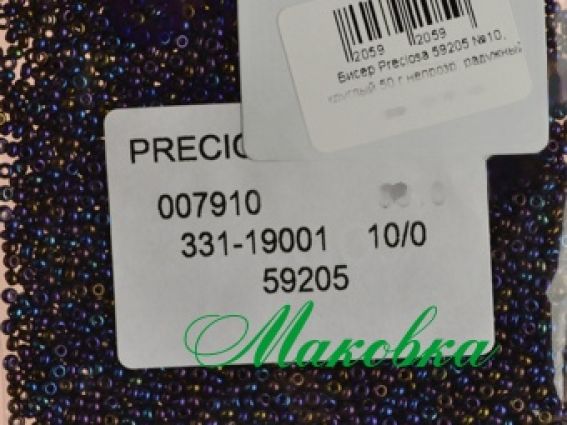 2059 2059
Бисер Preciosa 59205 №10,
круглый 50 г непрозр. радужный
PRECIO
007910
331-19001 10/0
59205
Маковка